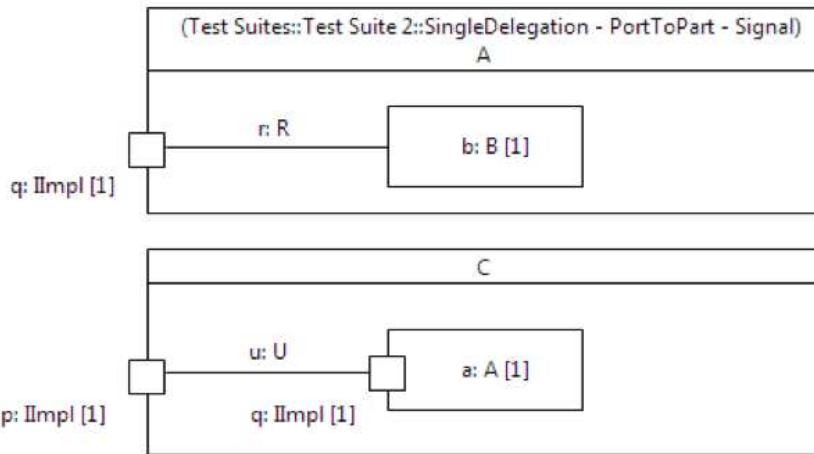 (Test Suites::Test Suite 2::SingleDelegation - PortToPart - Signal)
A
r: R
b: B [1]
q: IImpl [1]
C
u: U
a: A [1]
p: IImpl [1]
q: IImpl [1]